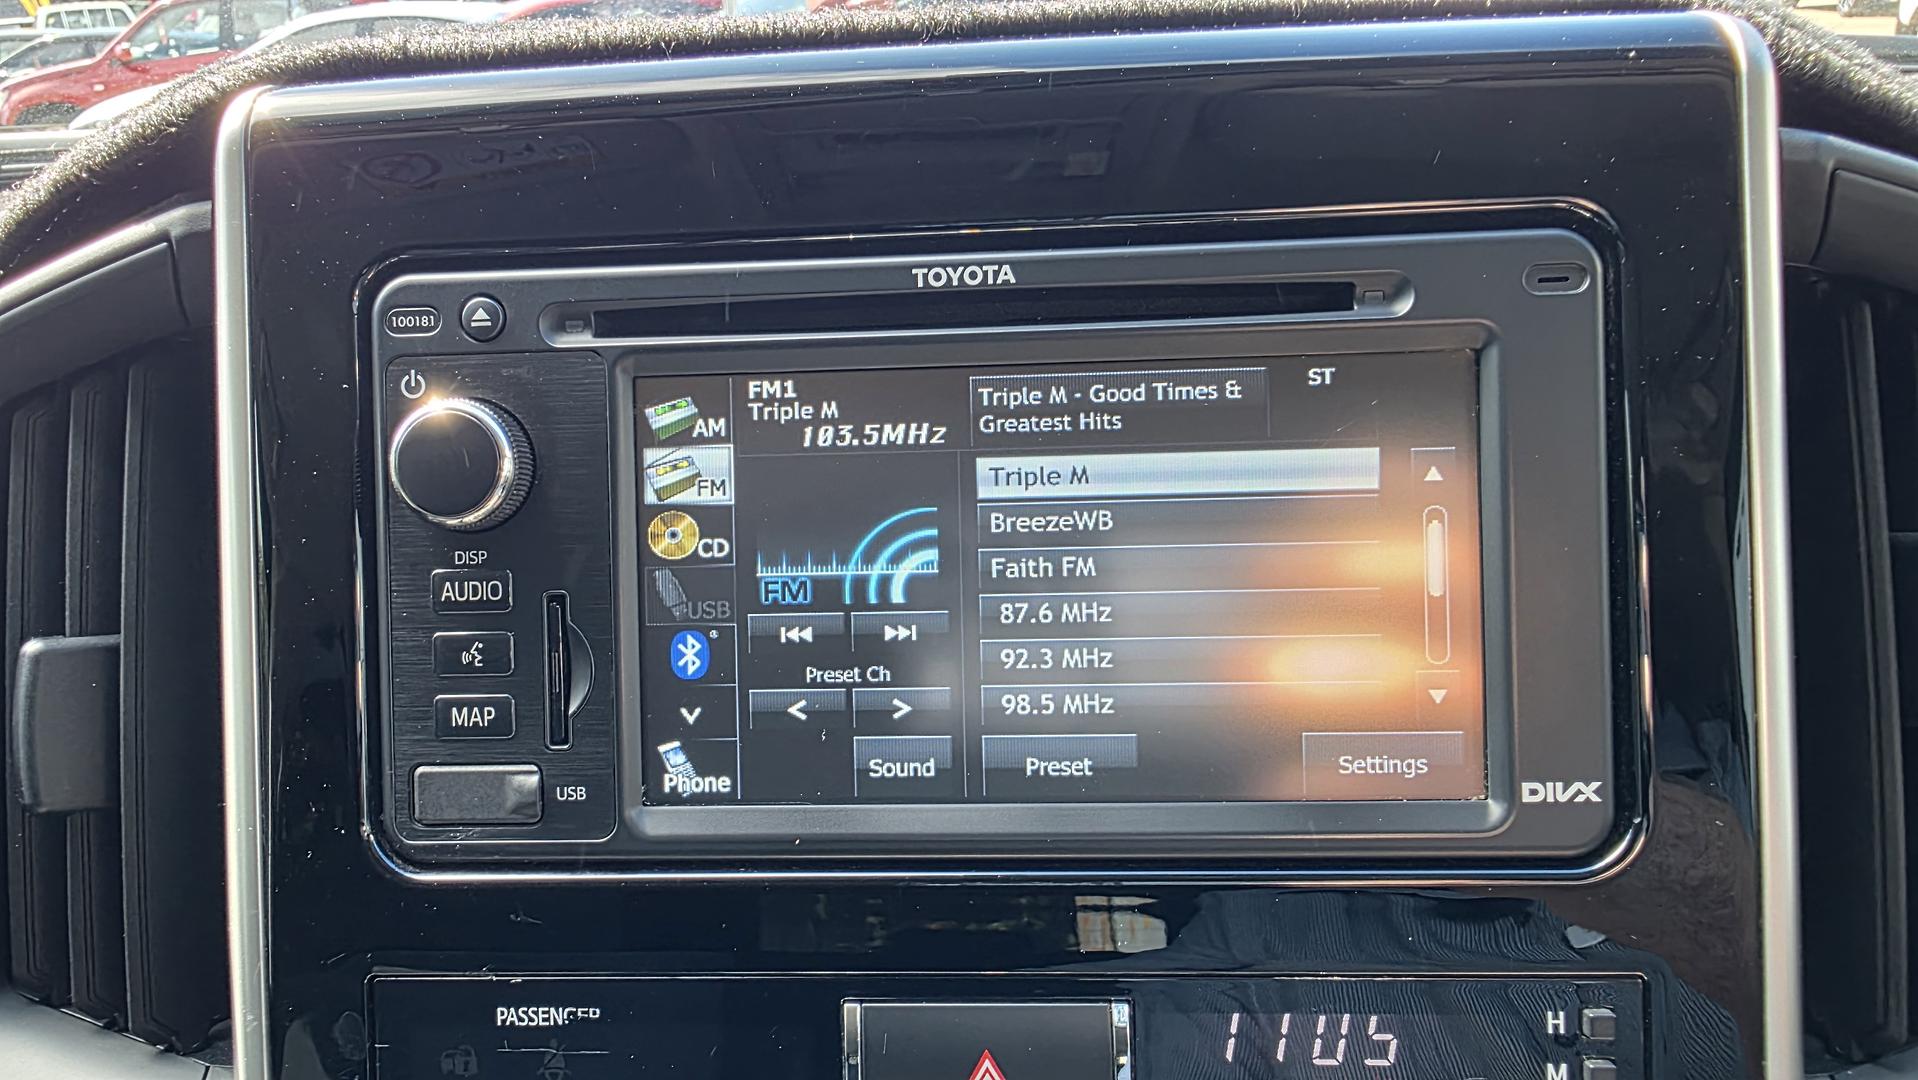 TOYOTA
100181
DISP
AUDIO
MAP
USB
AM
FM
CD
USB
Phone
FM1
Triple M
103.5MHz
Triple M - Good Times &
Greatest Hits
ST
FM
Preset Ch
<
>
Sound
Triple M
BreezeWB
Faith FM
87.6 MHz
92.3 MHz
98.5 MHz
Preset
Settings
DIVX
PASSENGER
1105
H
M